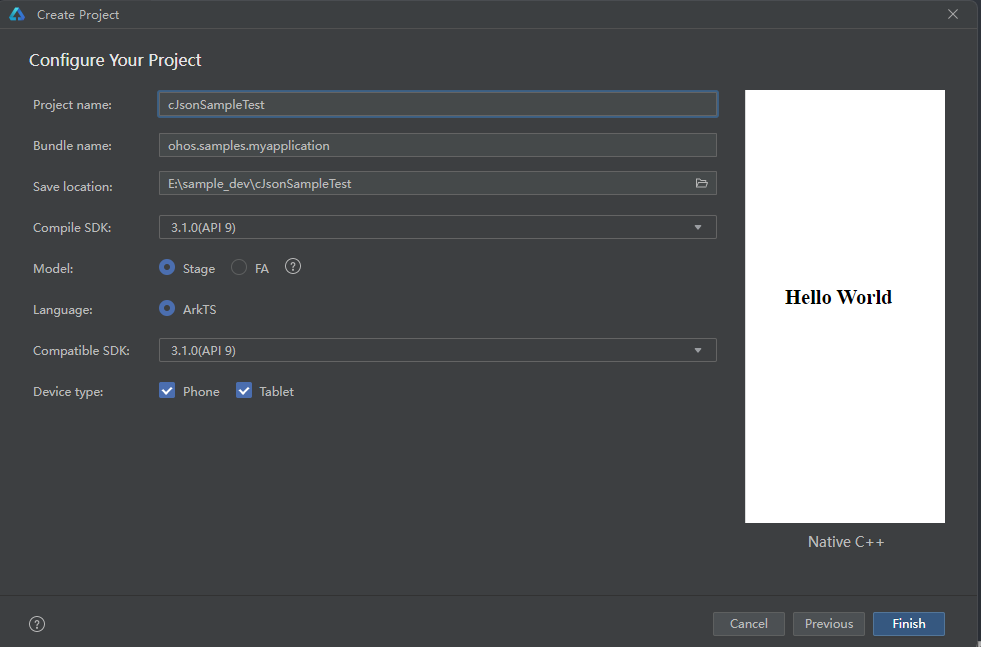 Create Project
Configure Your Project
Project name: cJsonSampleTest
Bundle name: ohos.samples.myapplication
Save location: E:\sample_dev\cJsonSampleTest
Compile SDK: 3.1.0(API 9)
Model: Stage FA ?
Language: ArkTS
Compatible SDK: 3.1.0(API 9)
Device type: Phone Tablet
Hello World
Native C++
? Cancel Previous Finish